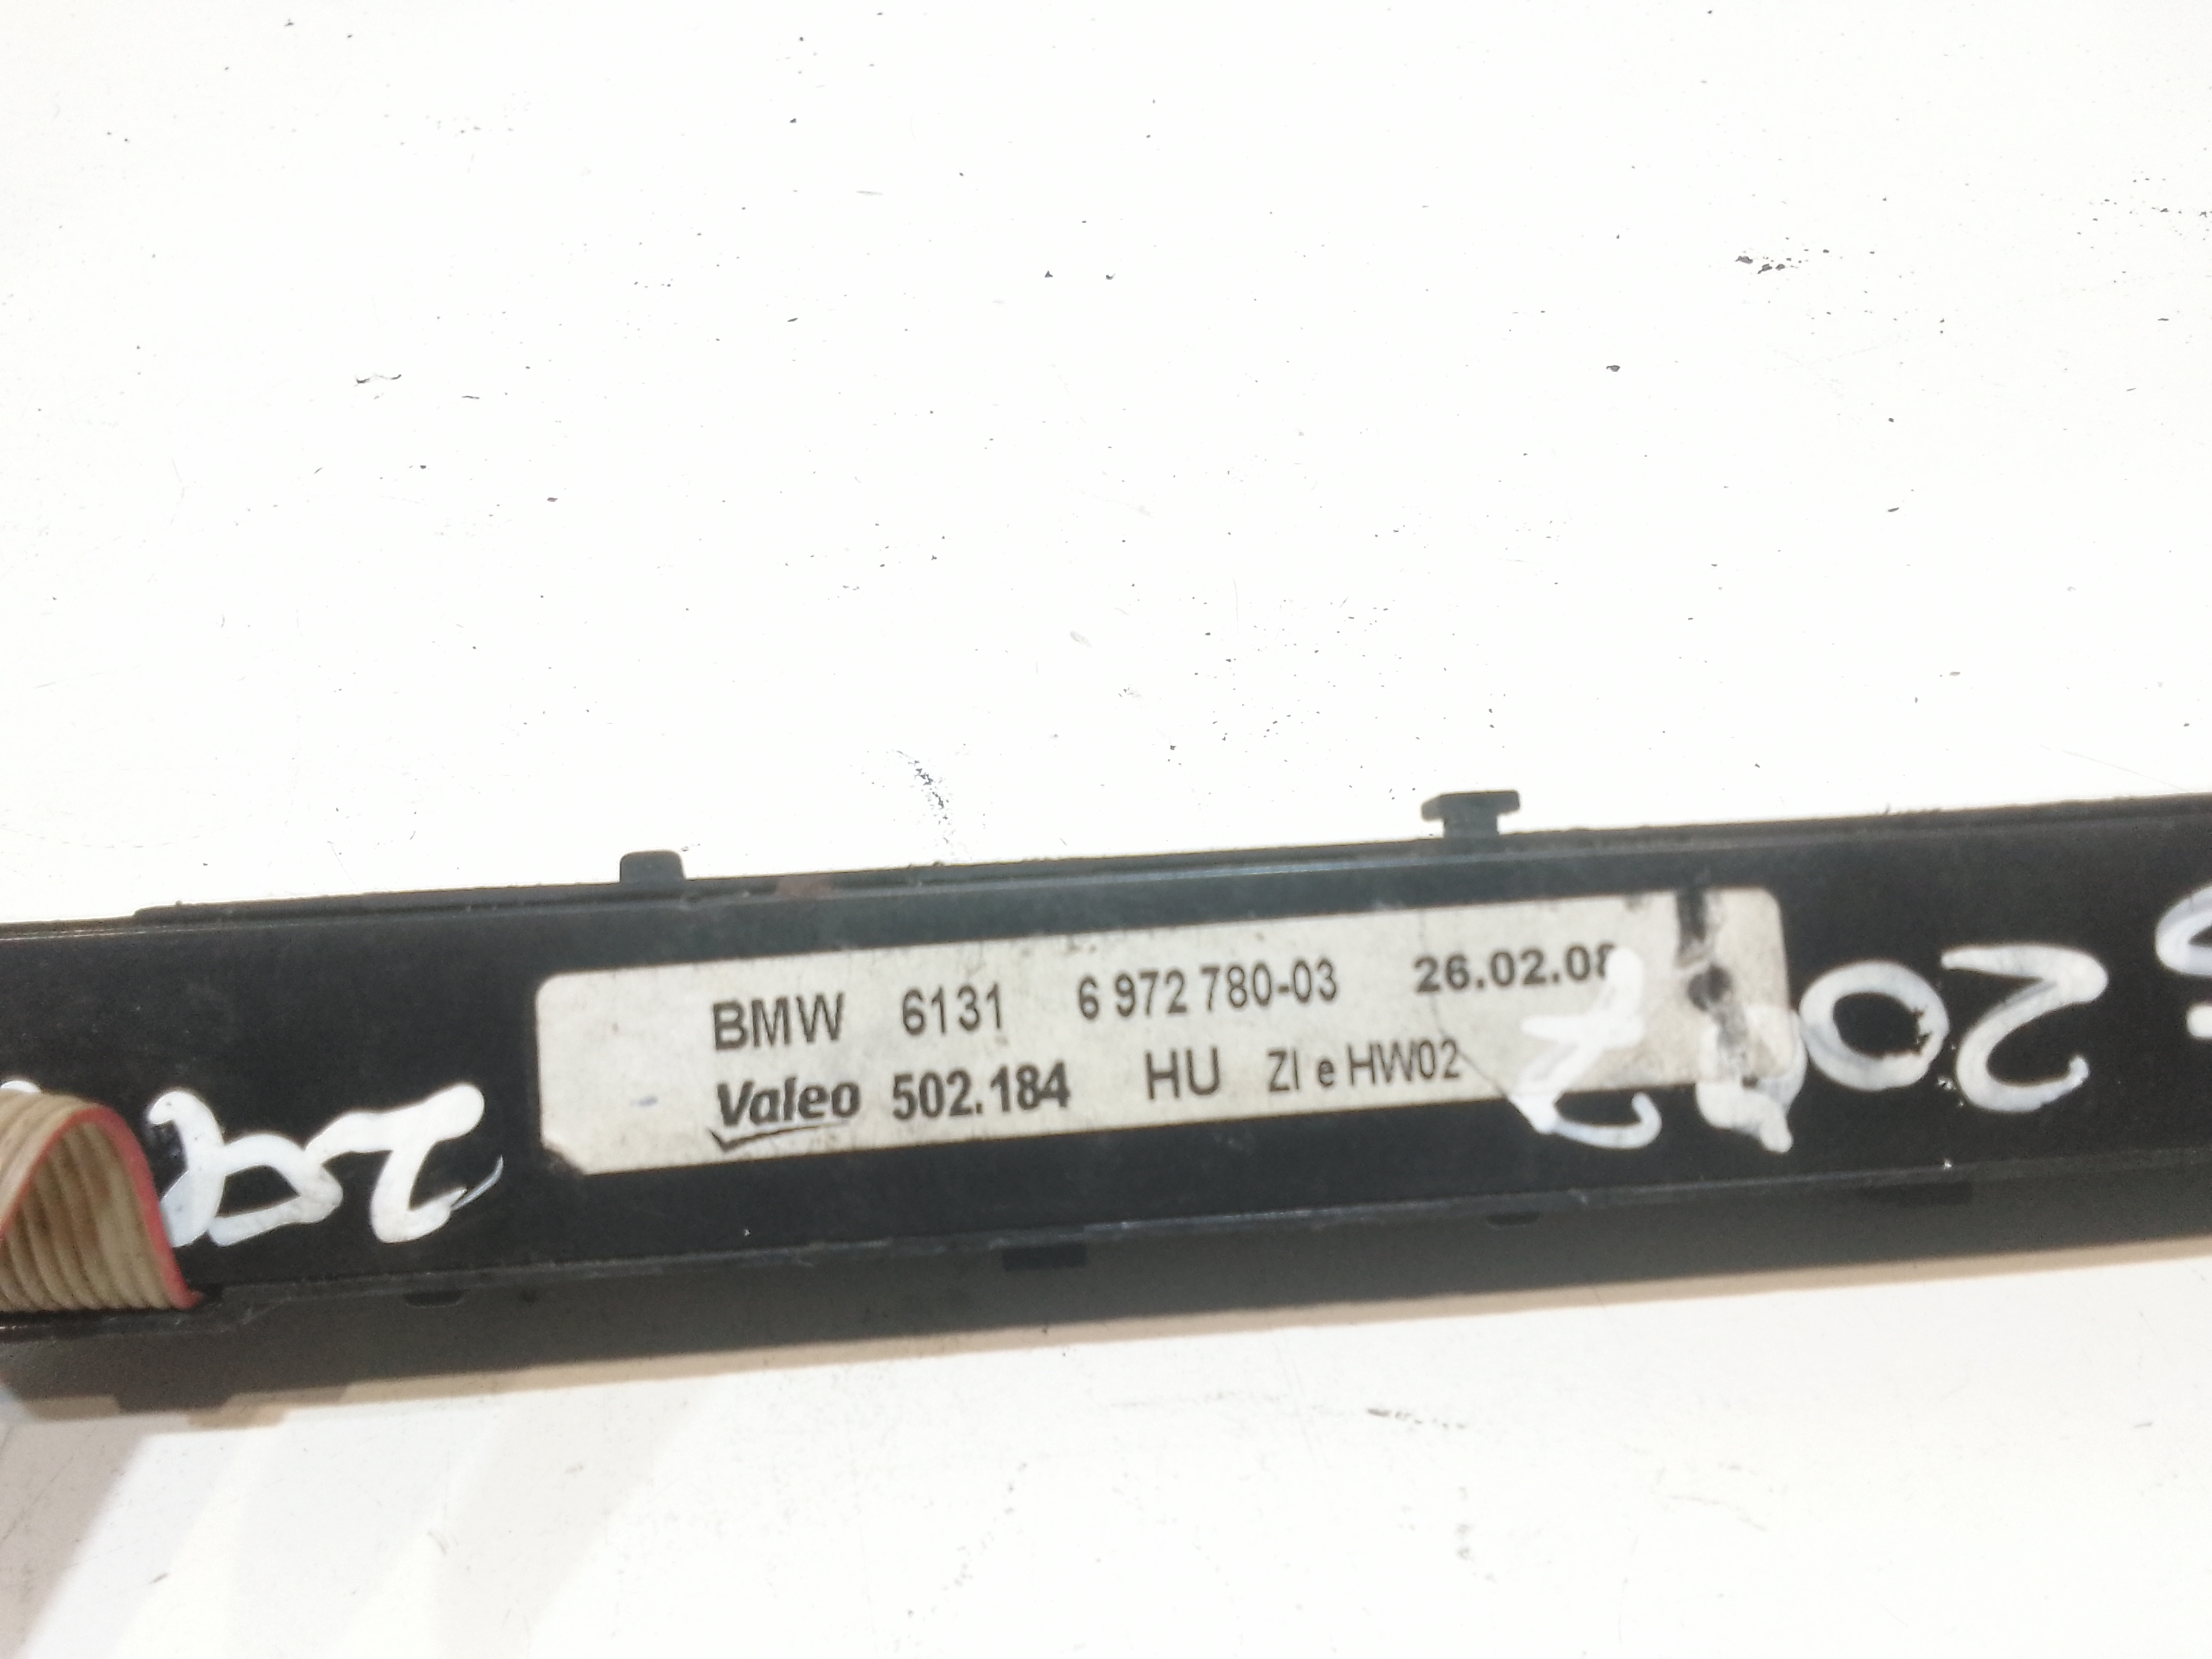 BMW 6131 6 972 780-03 26.02.08
Valeo 502.184 HU ZI e HW02